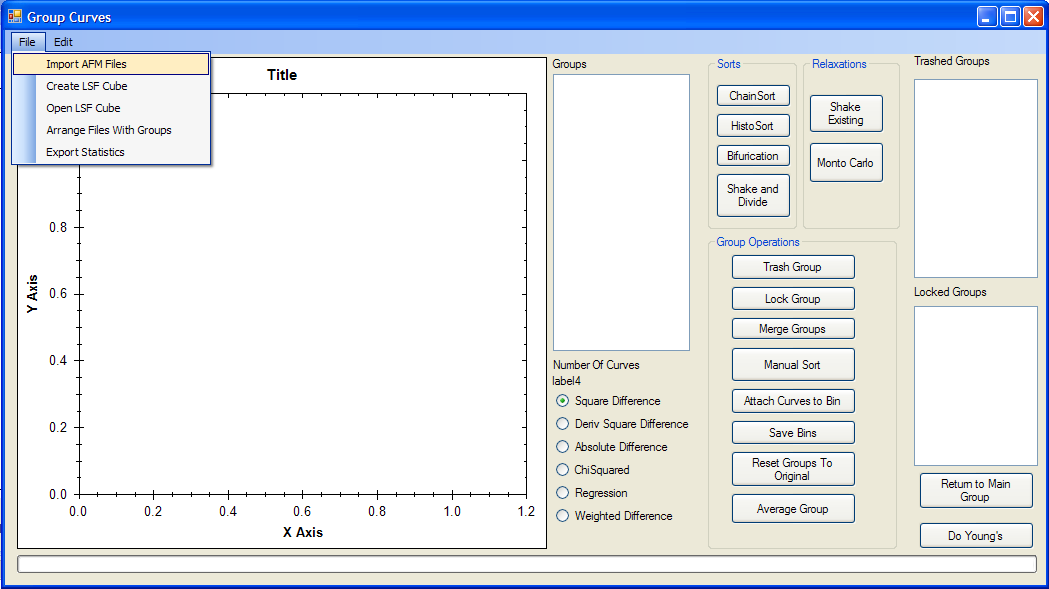 Group Curves
File Edit
Import AFM Files
Create LSF Cube
Open LSF Cube
Arrange Files With Groups
Export Statistics
Title
Y Axis
0.8
0.6
0.4
0.2
0.0
0.0 0.2 0.4 0.6 0.8 1.0 1.2
X Axis
Groups
Number Of Curves
label4
Square Difference
Deriv Square Difference
Absolute Difference
ChiSquared
Regression
Weighted Difference
Sorts
ChainSort
HistoSort
Bifurication
Shake and
Divide
Relaxations
Shake
Existing
Monto Carlo
Group Operations
Trash Group
Lock Group
Merge Groups
Manual Sort
Attach Curves to Bin
Save Bins
Reset Groups To
Original
Average Group
Trashed Groups
Locked Groups
Return to Main
Group
Do Young's